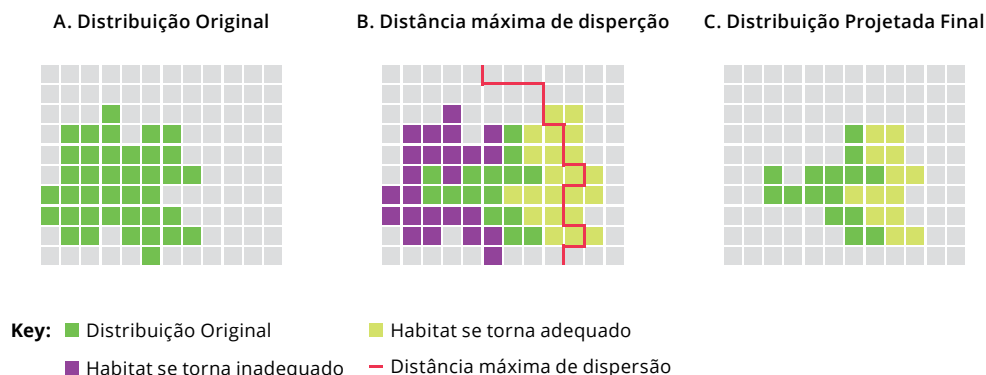 A. Distribuição Original
B. Distância máxima de disperção
C. Distribuição Projetada Final
Key:
Distribuição Original
Habitat se torna adequado
Habitat se torna inadequado
Distância máxima de dispersão